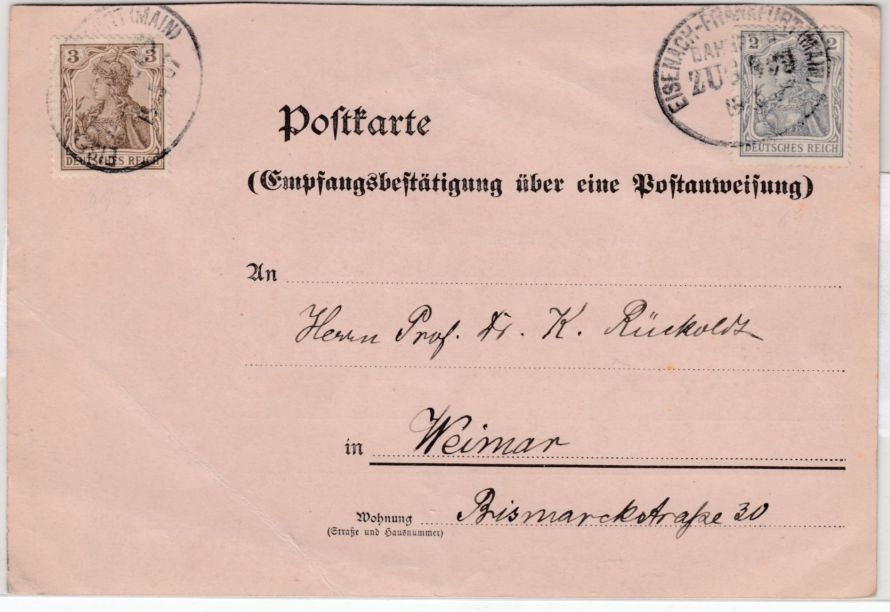 3 3
DEUTSCHES REICH
(MAIN)
EISENACH-FRANKFURT (MAIN)
ZUG
2 2
DEUTSCHES REICH
Postkarte
(Empfangsbestätigung über eine Postanweisung)
An
Herrn Prof. Dr. K. Rückoldt
in Weimar
Wohnung Bismarckstraße 30
(Straße und Hausnummer)